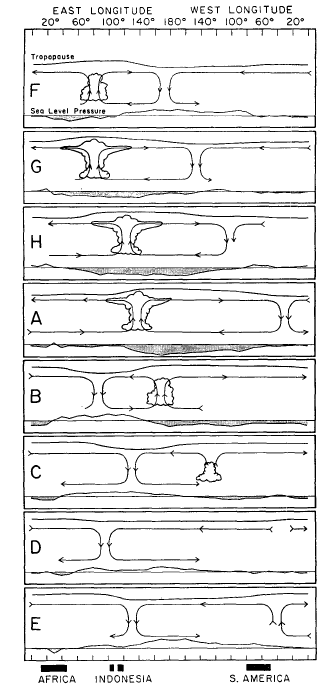 EAST LONGITUDE WEST LONGITUDE
20° 60° 100° 140° 180° 140° 100° 60° 20°
Tropopause
F
Sea Level Pressure
G
H
A
B
C
D
E
AFRICA INDONESIA S. AMERICA